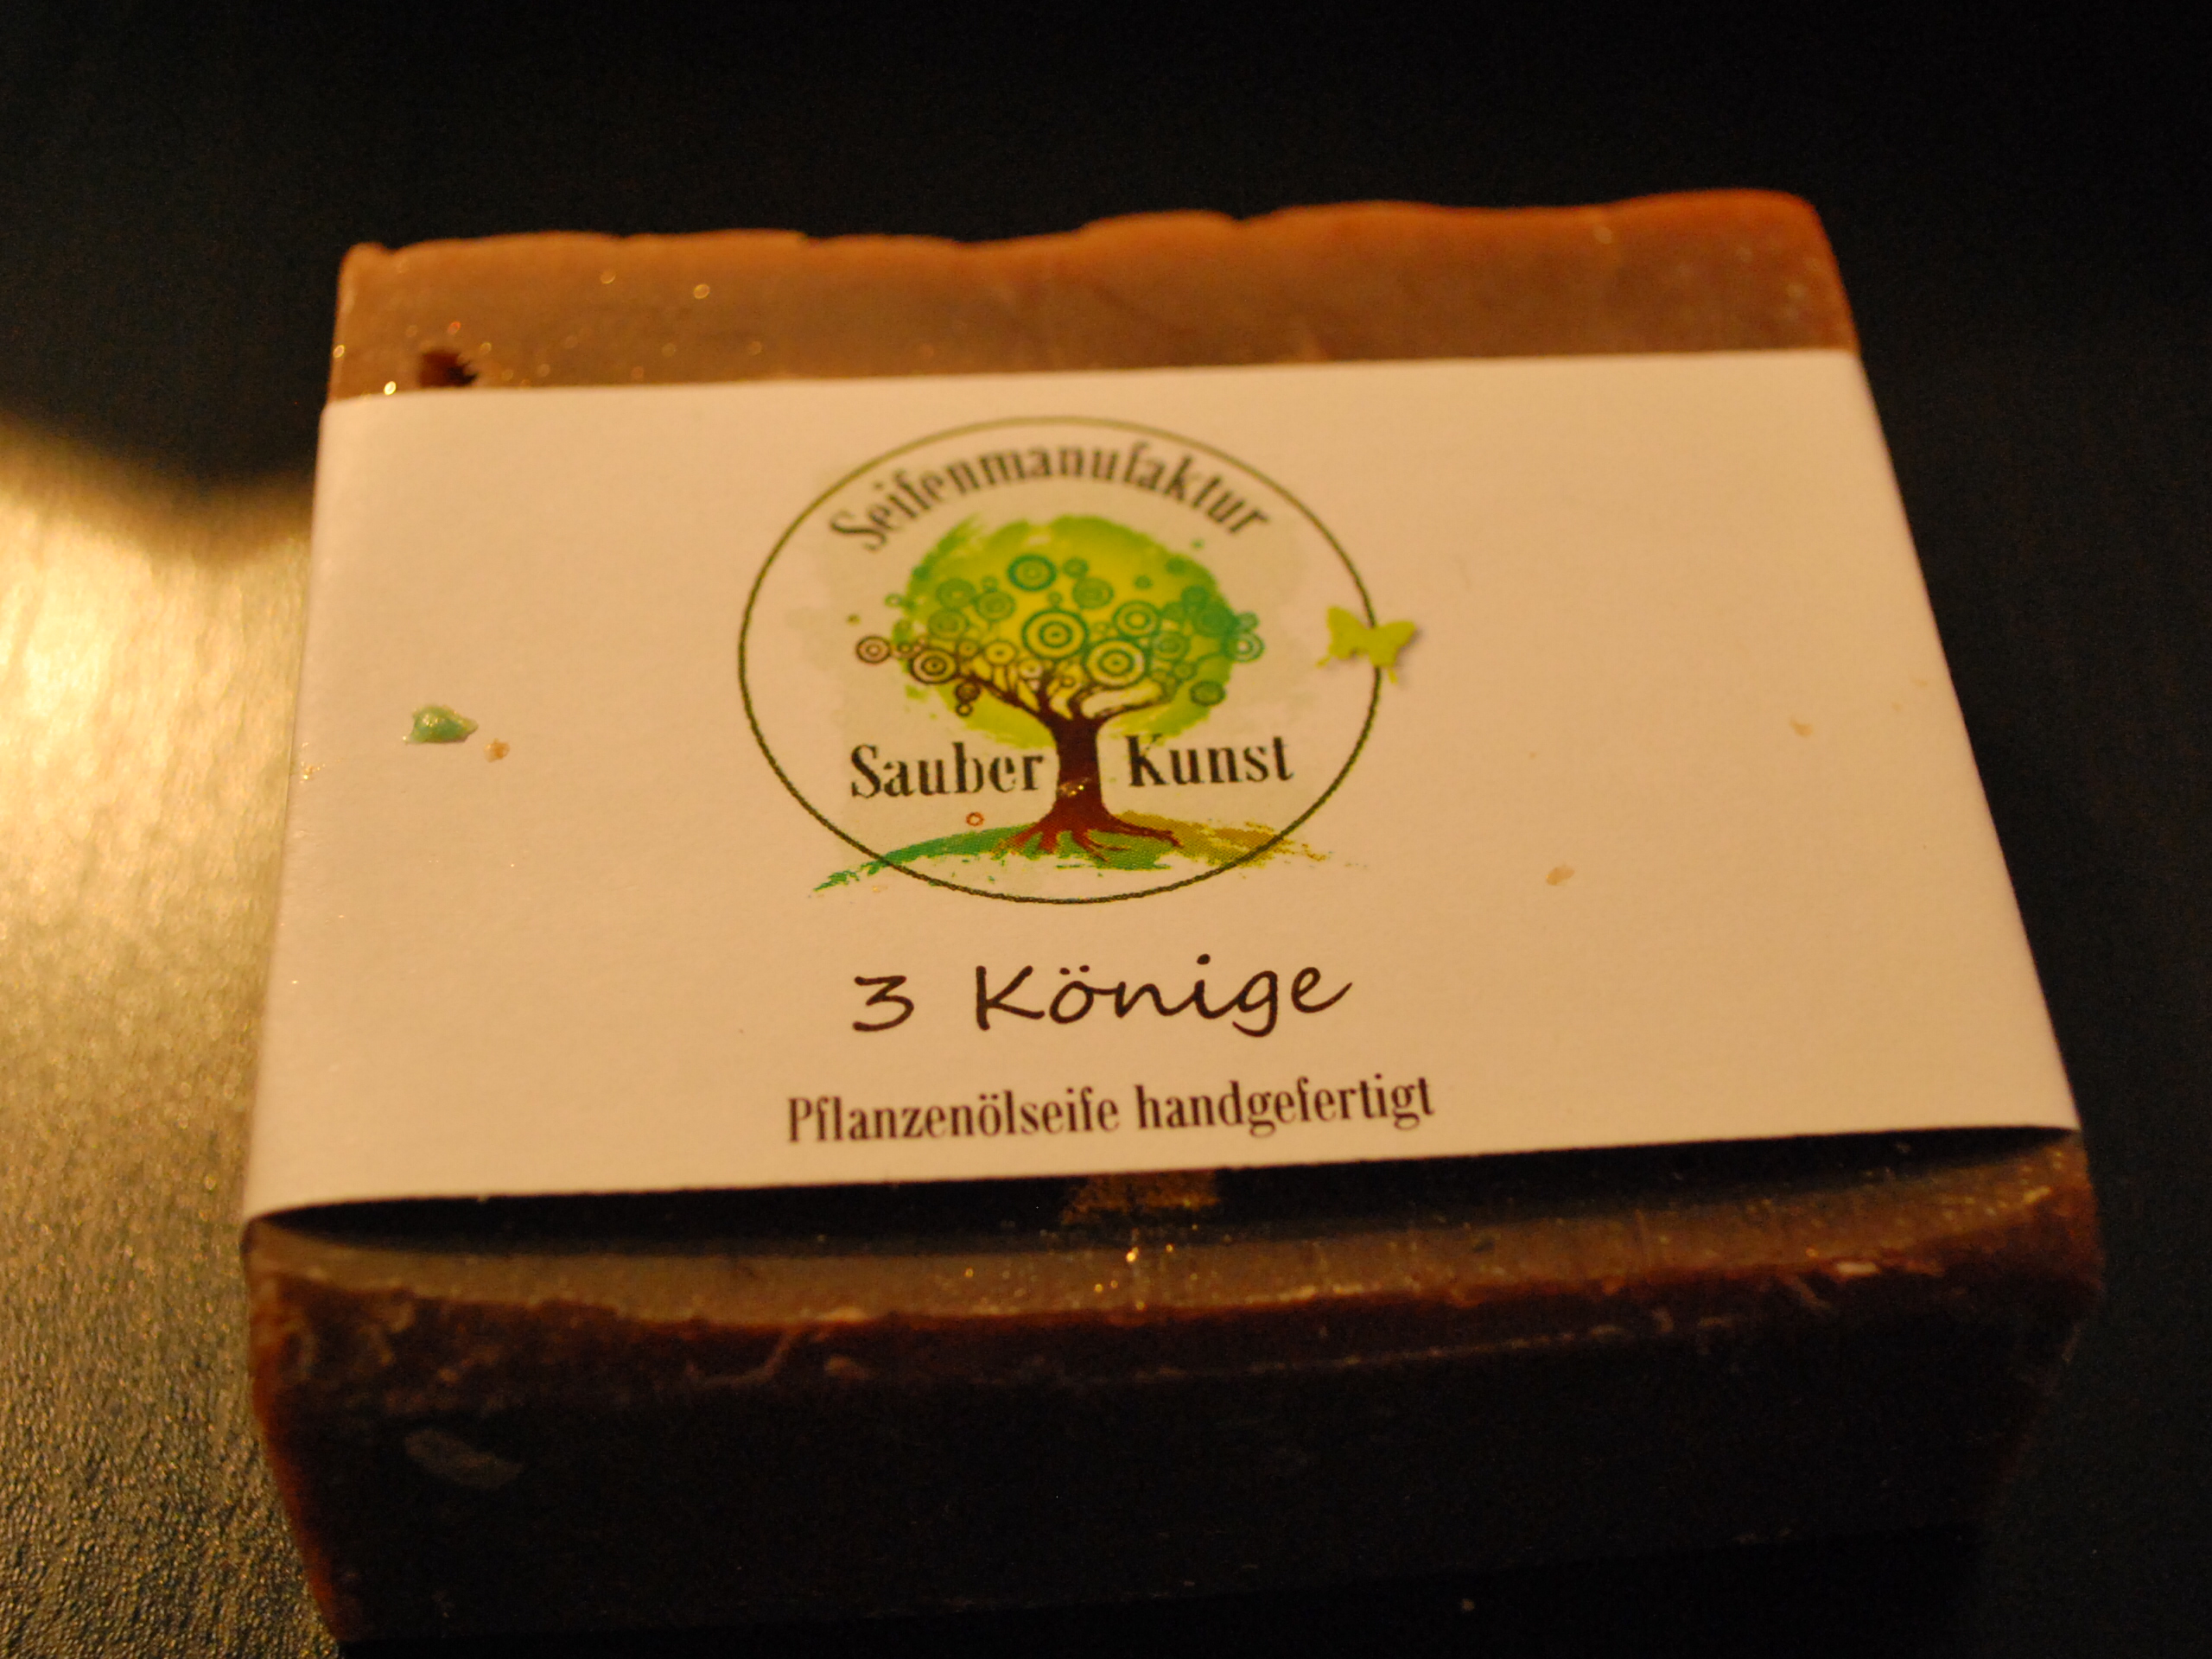 Seifenmanufaktur
Sauber Kunst
3 Könige
Pflanzenölseife handgefertigt